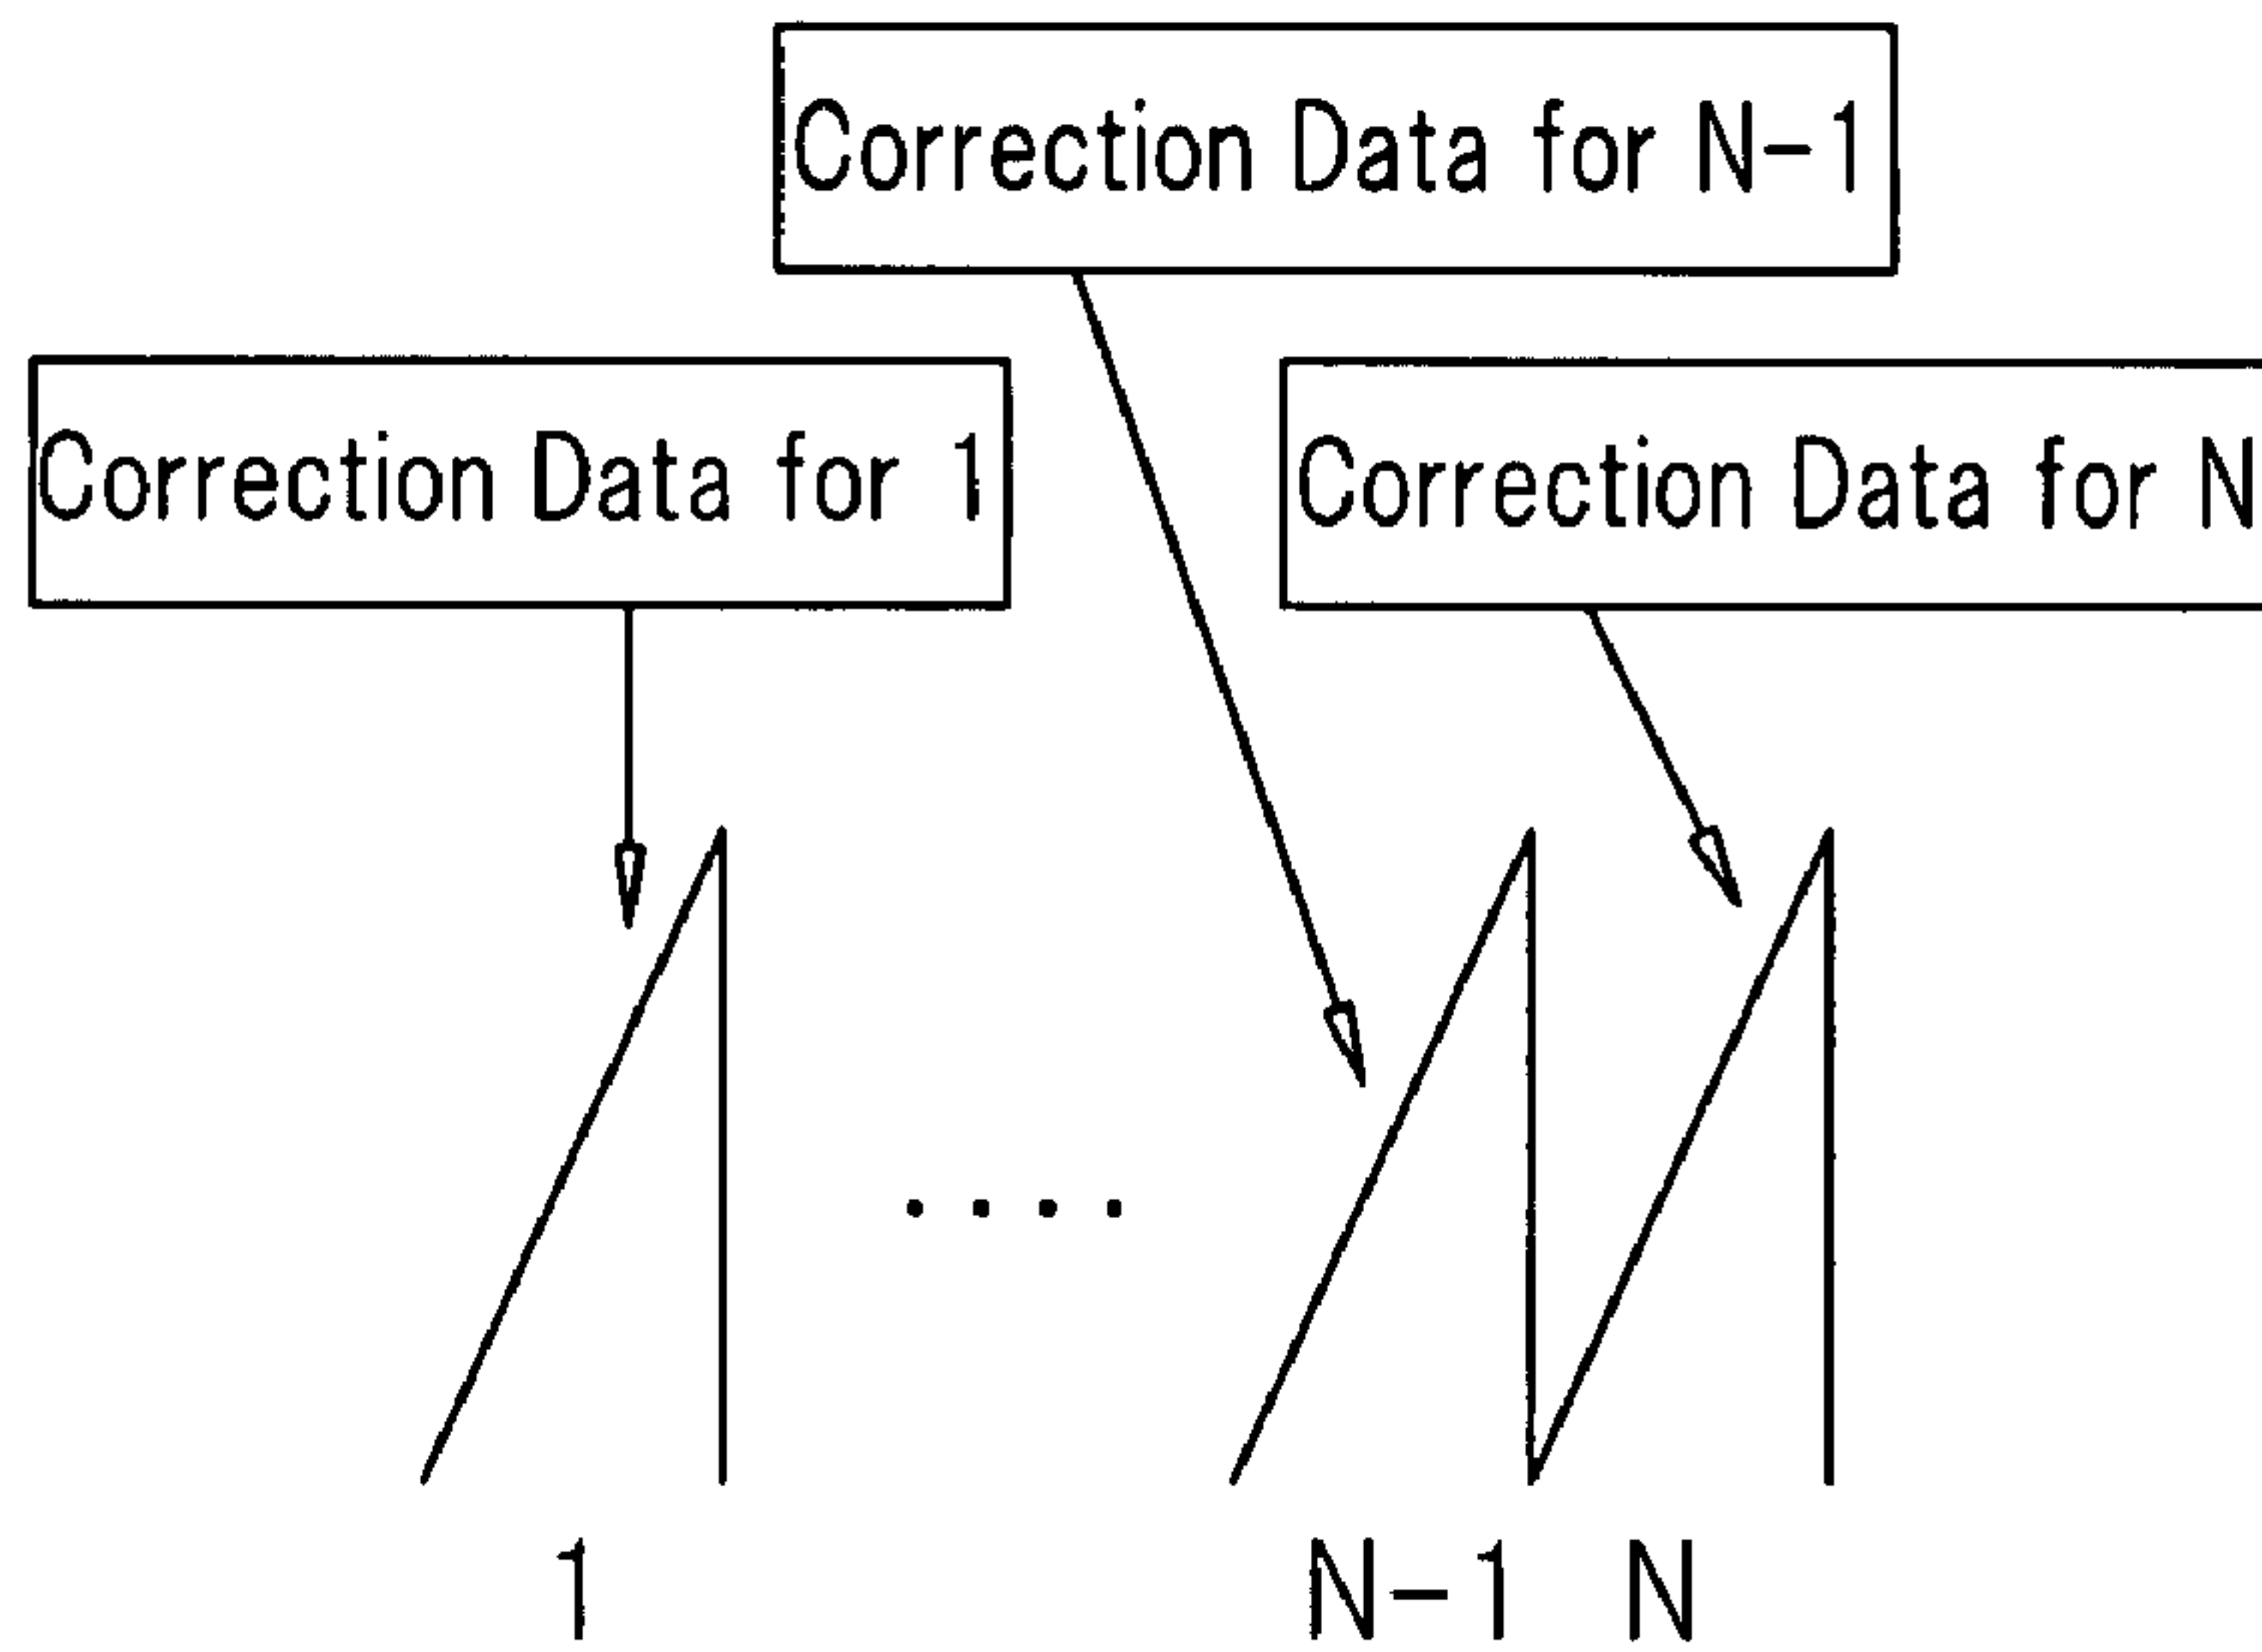 Correction Data for N-1
Correction Data for 1
Correction Data for N
....
1
N-1
N